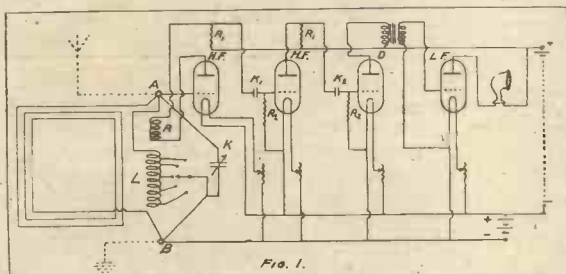 R₁ R₁ D
H.F. H.F. L.F. +
A K₁ K₂
R K R₂ R₂
L
+
B −
FIG. 1.